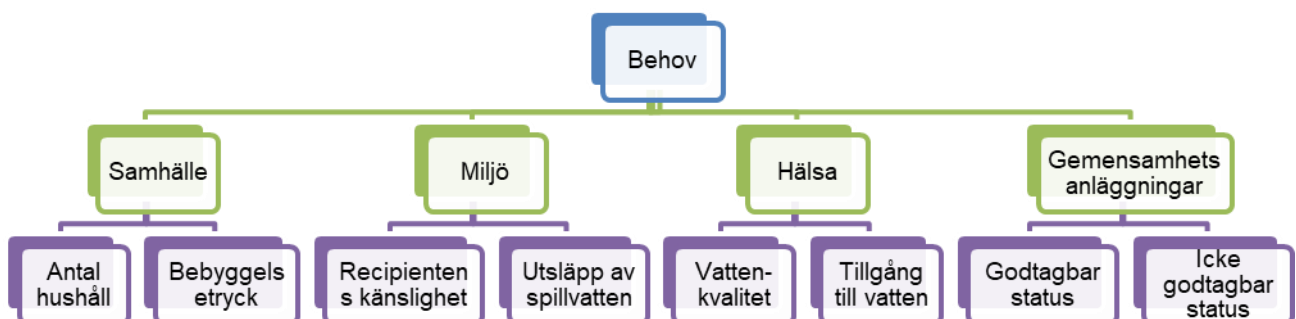 Behov
Samhälle
Miljö
Hälsa
Gemensamhets
anläggningar
Antal
hushåll
Bebyggels
etryck
Recipienten
s känslighet
Utsläpp av
spillvatten
Vatten-
kvalitet
Tillgång
till vatten
Godtagbar
status
Icke
godtagbar
status